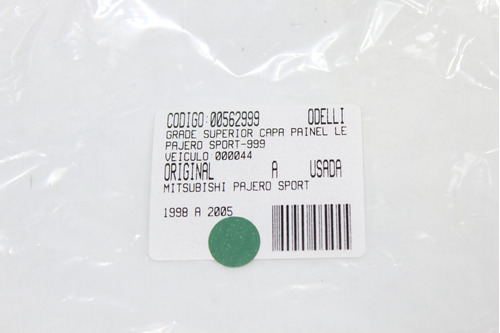 CODIGO:00562999 ODELLI
GRADE SUPERIOR CAPA PAINEL LE
PAJERO SPORT-999
VEICULO:000044
ORIGINAL A USADA
MITSUBISHI PAJERO SPORT
1998 A 2005